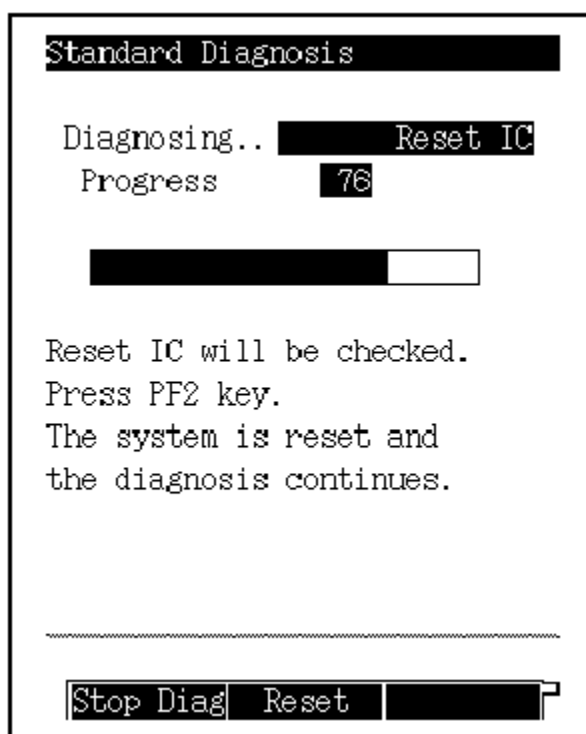 Standard Diagnosis
Diagnosing.. Reset IC
Progress 76
Reset IC will be checked.
Press PF2 key.
The system is reset and
the diagnosis continues.
Stop Diag Reset